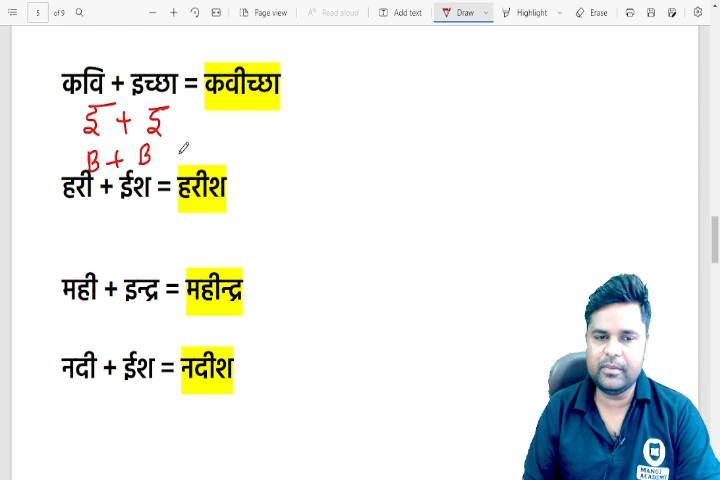 5 of 9 Page view Read aloud Add text Draw Highlight Erase
कवि + इच्छा = कवीच्छा
इ + इ
B + B
हरी + ईश = हरीश
मही + इन्द्र = महीन्द्र
नदी + ईश = नदीश
MANOJ
ACADEMY